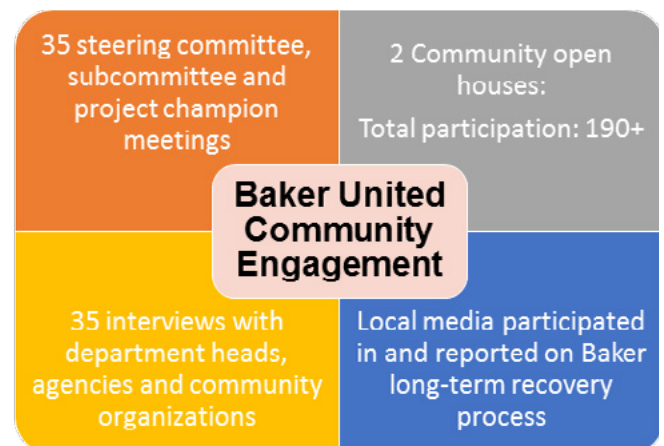 35 steering committee,
subcommittee and
project champion
meetings
2 Community open
houses:
Total participation: 190+
Baker United
Community
Engagement
35 interviews with
department heads,
agencies and community
organizations
Local media participated
in and reported on Baker
long-term recovery
process